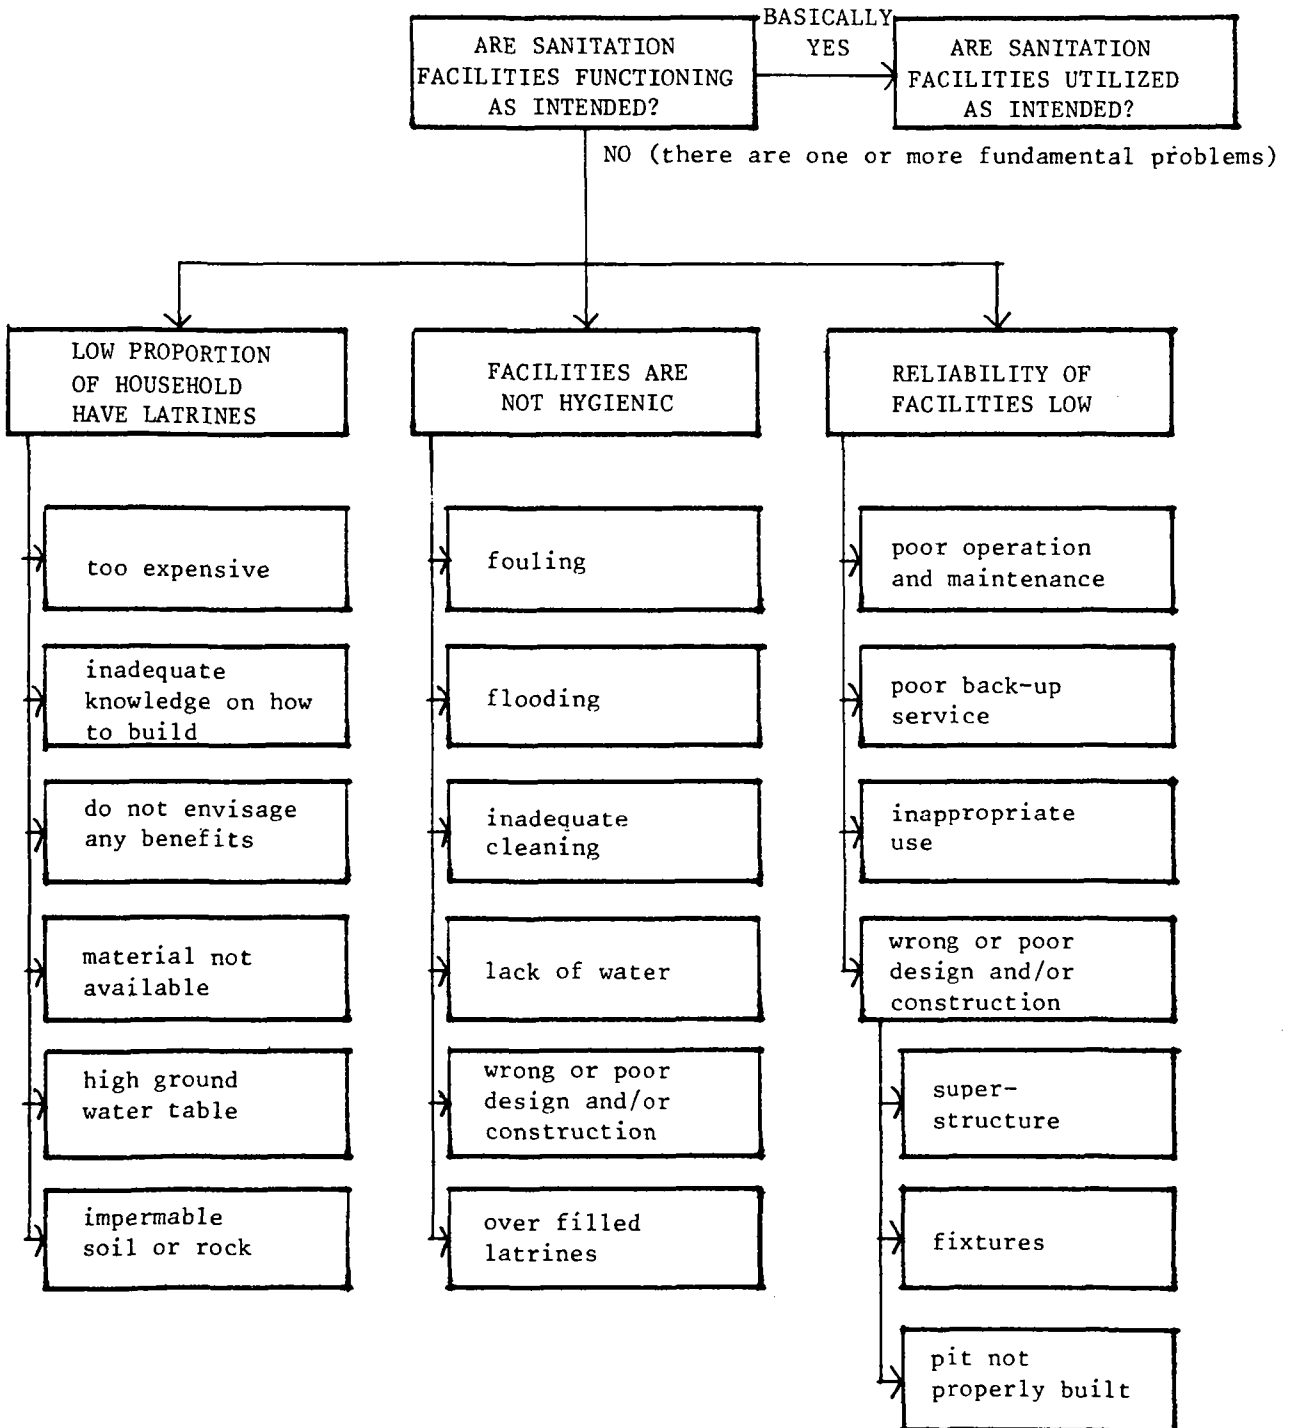 ARE SANITATION
FACILITIES FUNCTIONING
AS INTENDED?
BASICALLY
YES
ARE SANITATION
FACILITIES UTILIZED
AS INTENDED?
NO (there are one or more fundamental problems)
LOW PROPORTION
OF HOUSEHOLD
HAVE LATRINES
too expensive
inadequate
knowledge on how
to build
do not envisage
any benefits
material not
available
high ground
water table
impermable
soil or rock
FACILITIES ARE
NOT HYGIENIC
fouling
flooding
inadequate
cleaning
lack of water
wrong or poor
design and/or
construction
over filled
latrines
RELIABILITY OF
FACILITIES LOW
poor operation
and maintenance
poor back-up
service
inappropriate
use
wrong or poor
design and/or
construction
super-
structure
fixtures
pit not
properly built